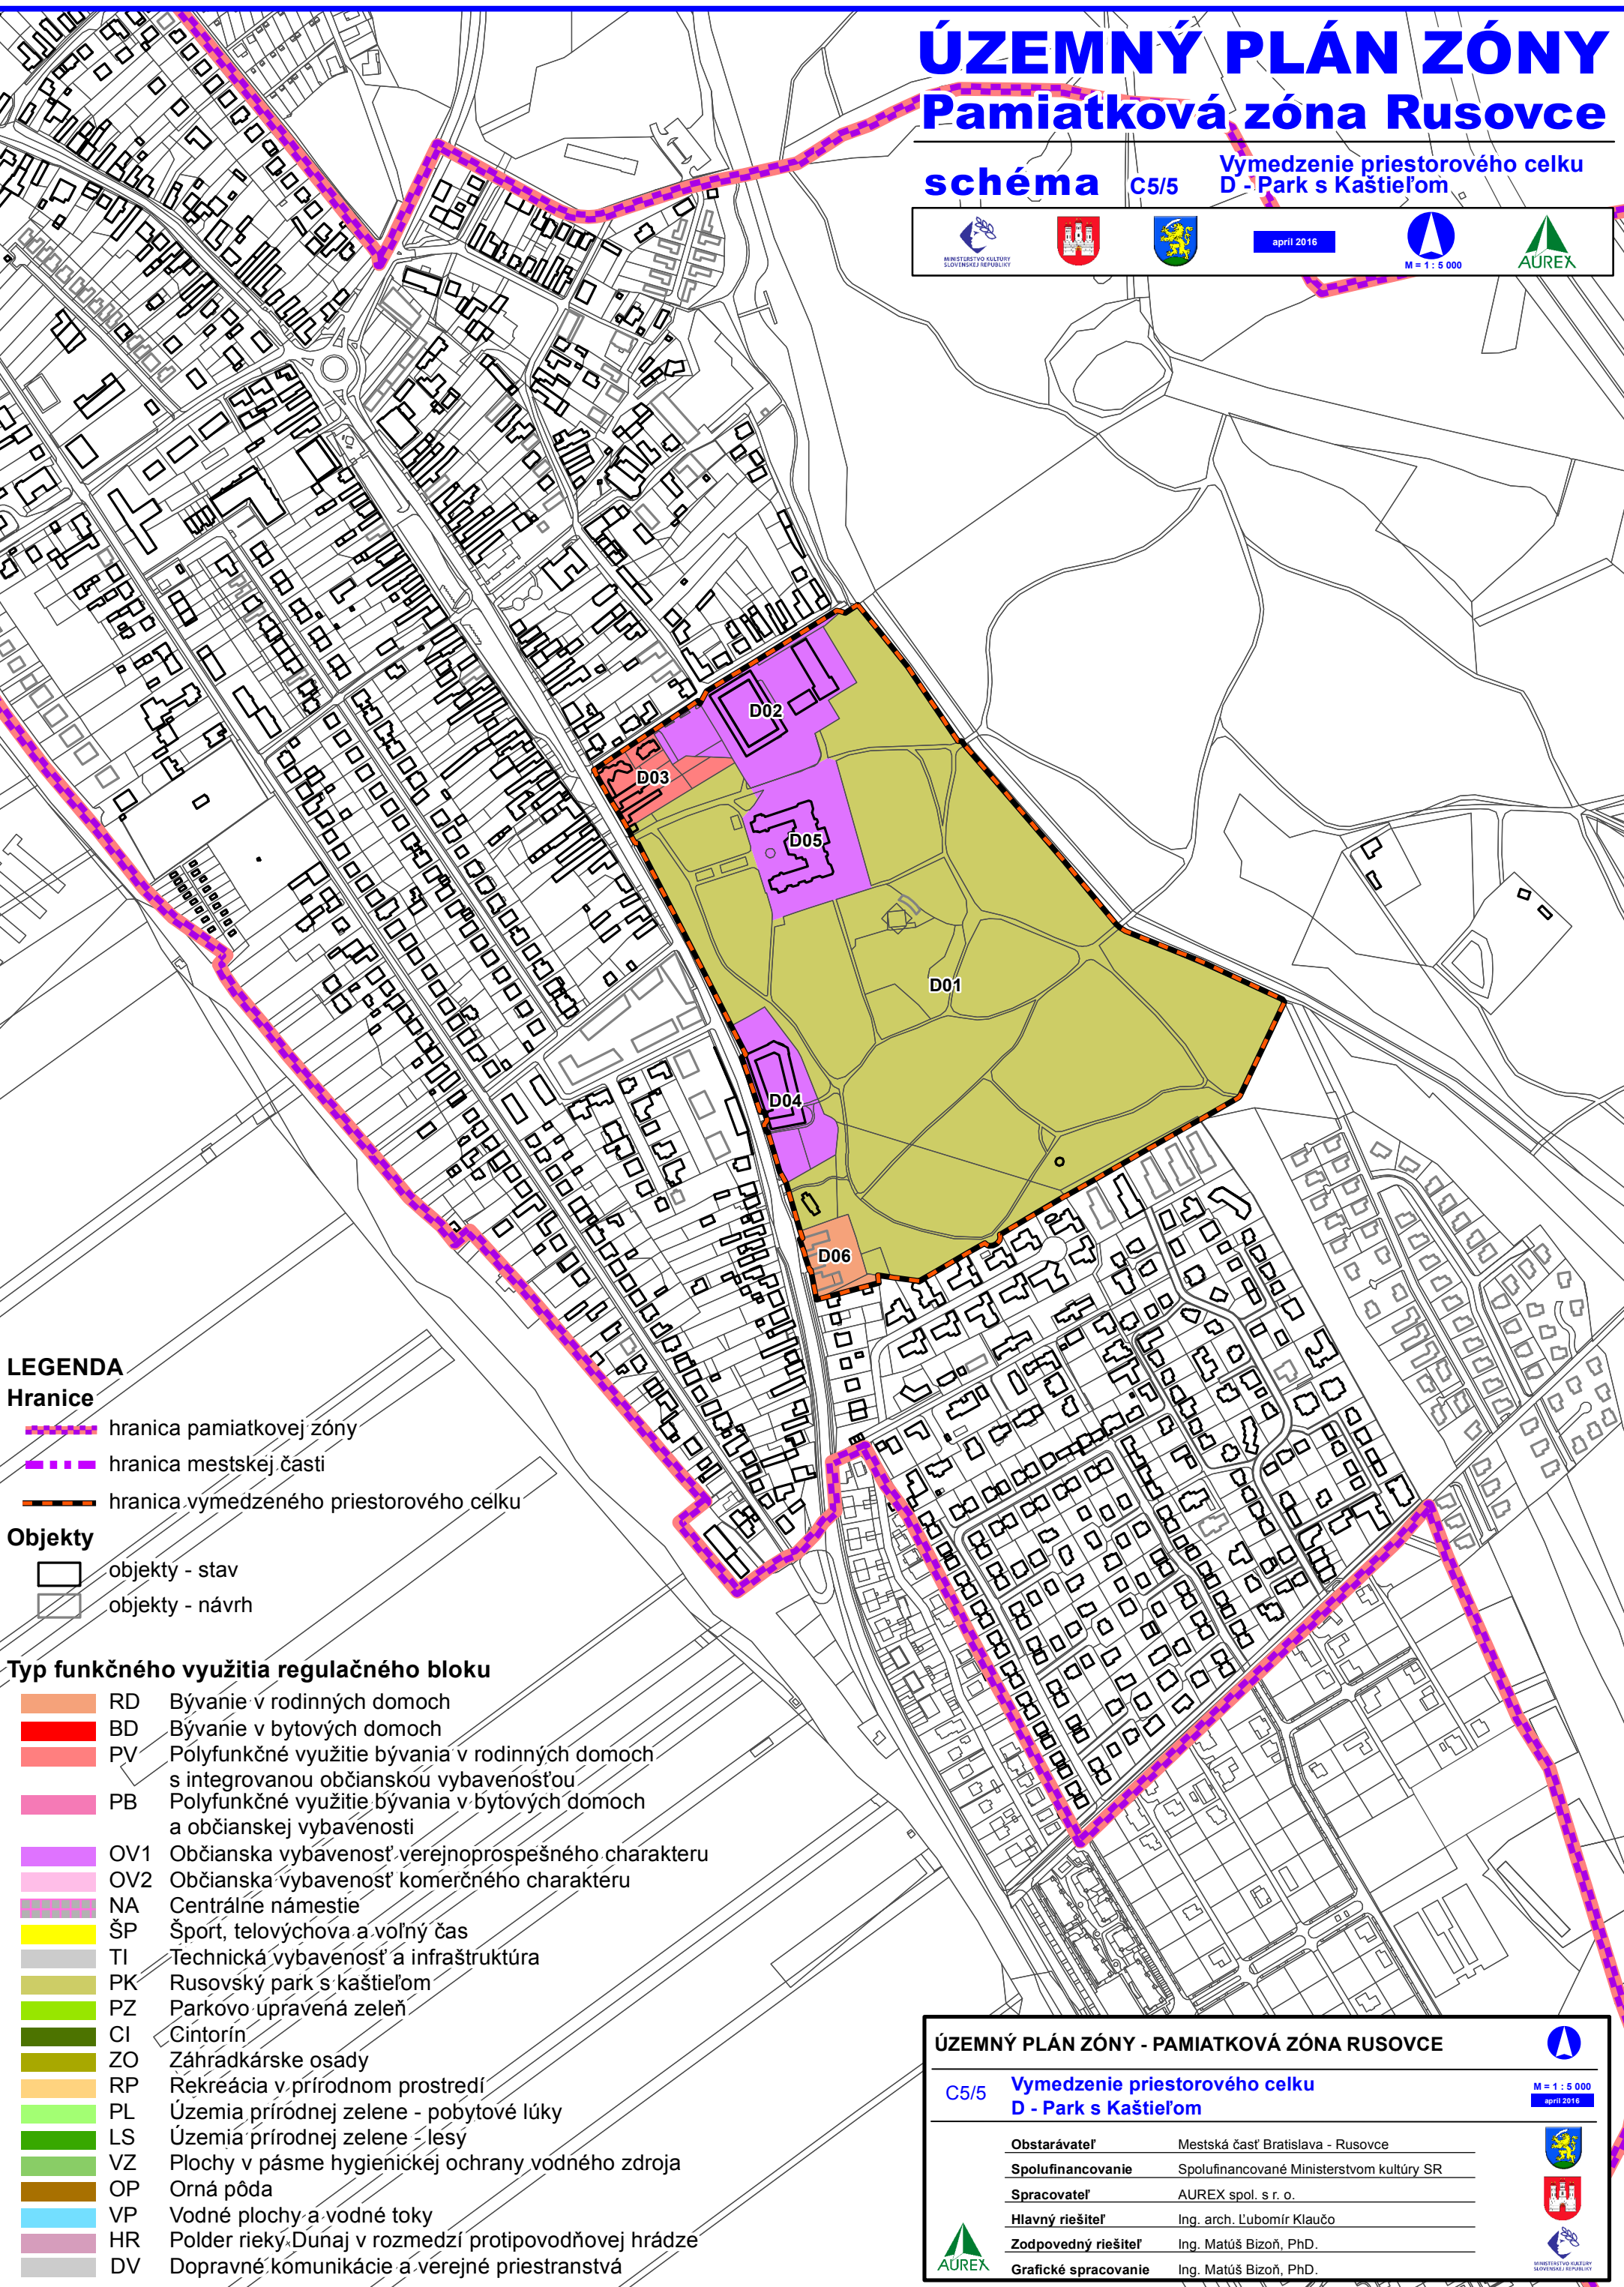 ÚZEMNÝ PLÁN ZÓNY
Pamiatková zóna Rusovce
schéma C5/5 Vymedzenie priestorového celku
D - Park s Kaštieľom
MINISTERSTVO KULTÚRY
SLOVENSKEJ REPUBLIKY
apríl 2016
M = 1 : 5 000
AUREX
D02
D03
D05
D01
D04
D06
LEGENDA
Hranice
hranica pamiatkovej zóny
hranica mestskej časti
hranica vymedzeného priestorového celku
Objekty
objekty - stav
objekty - návrh
Typ funkčného využitia regulačného bloku
RD Bývanie v rodinných domoch
BD Bývanie v bytových domoch
PV Polyfunkčné využitie bývania v rodinných domoch
s integrovanou občianskou vybavenosťou
PB Polyfunkčné využitie bývania v bytových domoch
a občianskej vybavenosti
OV1 Občianska vybavenosť verejnoprospešného charakteru
OV2 Občianska vybavenosť komerčného charakteru
NA Centrálne námestie
ŠP Šport, telovýchova a voľný čas
TI Technická vybavenosť a infraštruktúra
PK Rusovský park s kaštieľom
PZ Parkovo upravená zeleň
CI Cintorín
ZO Záhradkárske osady
RP Rekreácia v prírodnom prostredí
PL Územia prírodnej zelene - pobytové lúky
LS Územia prírodnej zelene - lesy
VZ Plochy v pásme hygienickej ochrany vodného zdroja
OP Orná pôda
VP Vodné plochy a vodné toky
HR Polder rieky Dunaj v rozmedzí protipovodňovej hrádze
DV Dopravné komunikácie a verejné priestranstvá
ÚZEMNÝ PLÁN ZÓNY - PAMIATKOVÁ ZÓNA RUSOVCE
C5/5 Vymedzenie priestorového celku
D - Park s Kaštieľom
M = 1 : 5 000
apríl 2016
Obstarávateľ Mestská časť Bratislava - Rusovce
Spolufinancovanie Spolufinancované Ministerstvom kultúry SR
Spracovateľ AUREX spol. s r. o.
Hlavný riešiteľ Ing. arch. Ľubomír Klaučo
Zodpovedný riešiteľ Ing. Matúš Bizoň, PhD.
Grafické spracovanie Ing. Matúš Bizoň, PhD.
AUREX
MINISTERSTVO KULTÚRY
SLOVENSKEJ REPUBLIKY